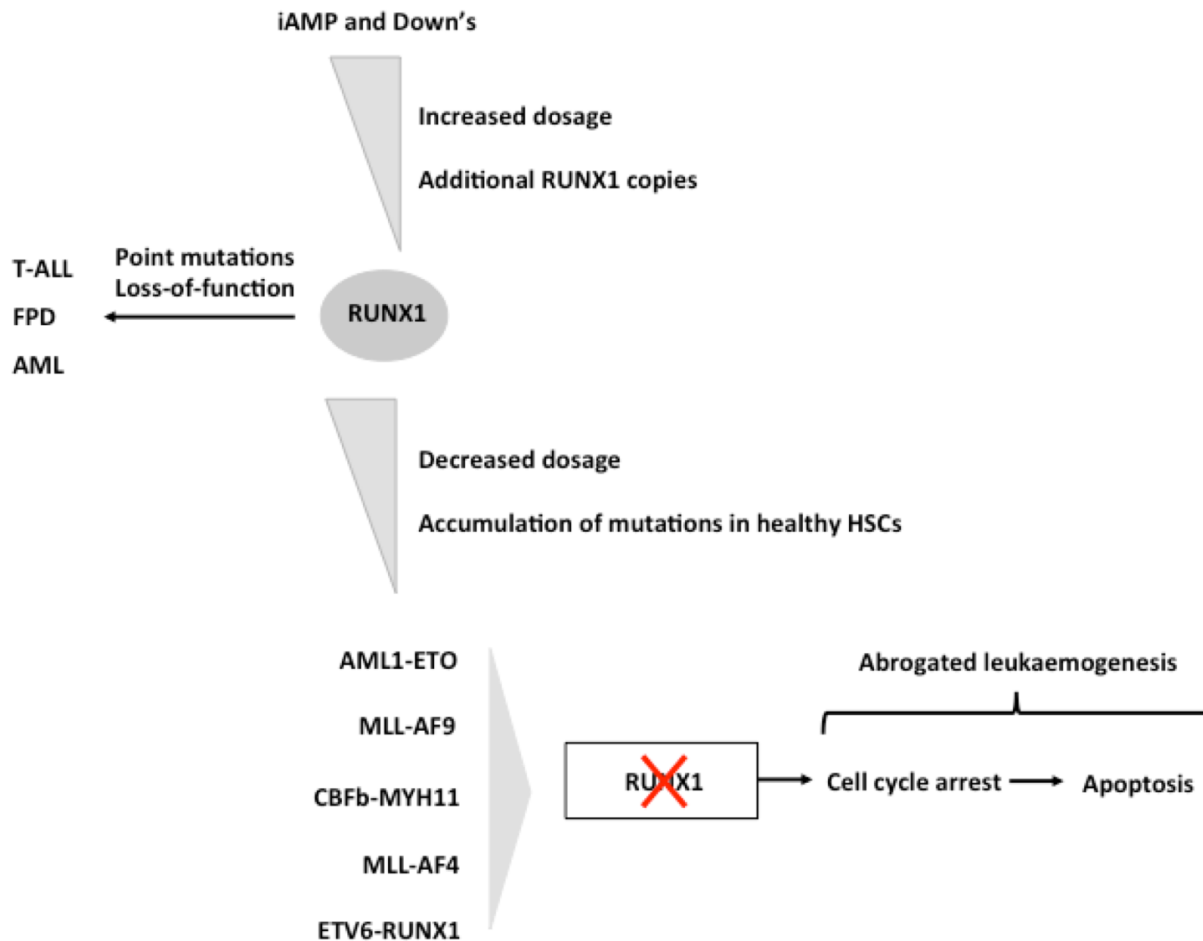 iAMP and Down’s
Increased dosage
Additional RUNX1 copies
Point mutations
Loss-of-function
T-ALL
FPD
AML
RUNX1
Decreased dosage
Accumulation of mutations in healthy HSCs
AML1-ETO
MLL-AF9
CBFb-MYH11
MLL-AF4
ETV6-RUNX1
RUNX1
Abrogated leukaemogenesis
Cell cycle arrest
Apoptosis